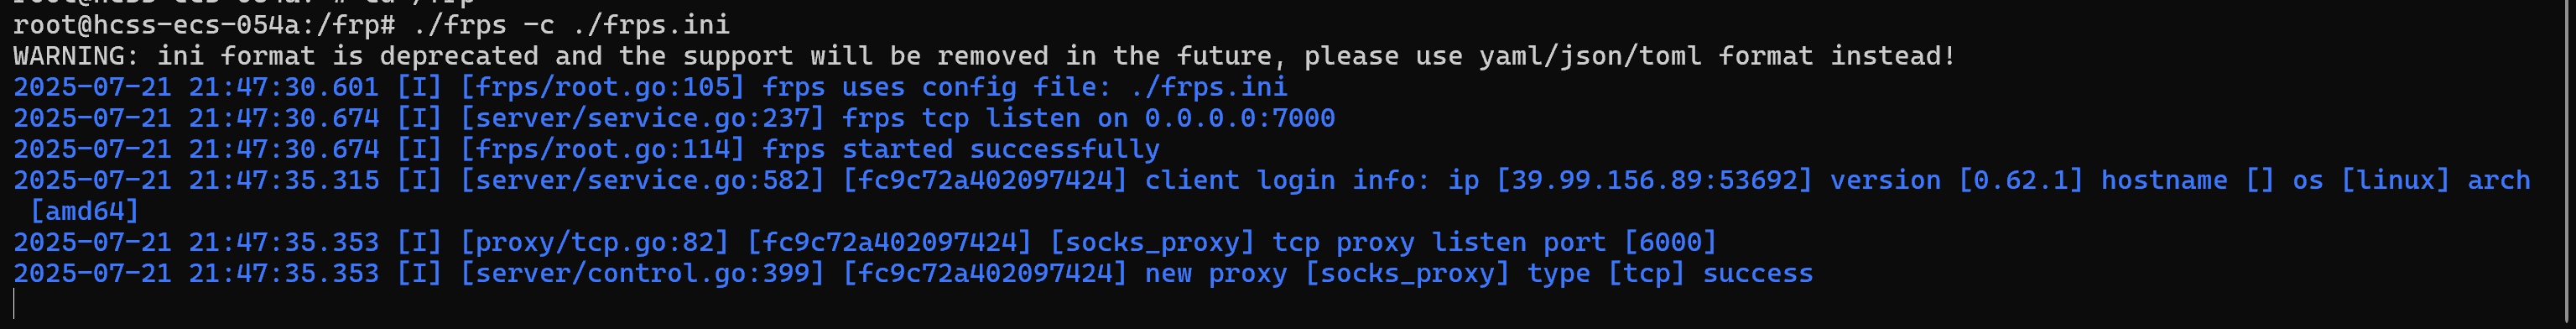 root@hcss-ecs-054a:/frp# ./frps -c ./frps.ini
WARNING: ini format is deprecated and the support will be removed in the future, please use yaml/json/toml format instead!
2025-07-21 21:47:30.601 [I] [frps/root.go:105] frps uses config file: ./frps.ini
2025-07-21 21:47:30.674 [I] [server/service.go:237] frps tcp listen on 0.0.0.0:7000
2025-07-21 21:47:30.674 [I] [frps/root.go:114] frps started successfully
2025-07-21 21:47:35.315 [I] [server/service.go:582] [fc9c72a402097424] client login info: ip [39.99.156.89:53692] version [0.62.1] hostname [] os [linux] arch
[amd64]
2025-07-21 21:47:35.353 [I] [proxy/tcp.go:82] [fc9c72a402097424] [socks_proxy] tcp proxy listen port [6000]
2025-07-21 21:47:35.353 [I] [server/control.go:399] [fc9c72a402097424] new proxy [socks_proxy] type [tcp] success